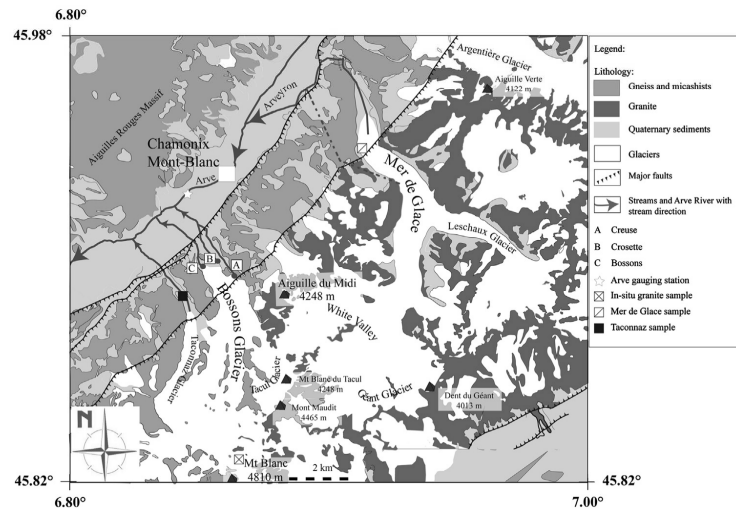 6.80°
7.00°
45.98°
Argentière Glacier
Aiguille Verte
4122 m
Aiguilles Rouges Massif
Arveyron
Chamonix
Mont-Blanc
Arve
Mer de Glace
Leschaux Glacier
C
B
A
Aiguille du Midi
4248 m
Bossons Glacier
White Valley
Taconnaz Glacier
Tacul Glacier
Mt Blanc du Tacul
4248 m
Géant Glacier
Dent du Géant
4013 m
Mont Maudit
4465 m
N
Mt Blanc
4810 m
2 km
45.82
45.82°
6.80°
7.00°
Legend:
Lithology:
Gneiss and micashists
Granite
Quaternary sediments
Glaciers
Major faults
Streams and Arve River with
stream direction
A Creuse
B Crosette
C Bossons
Arve gauging station
In-situ granite sample
Mer de Glace sample
Taconnaz sample